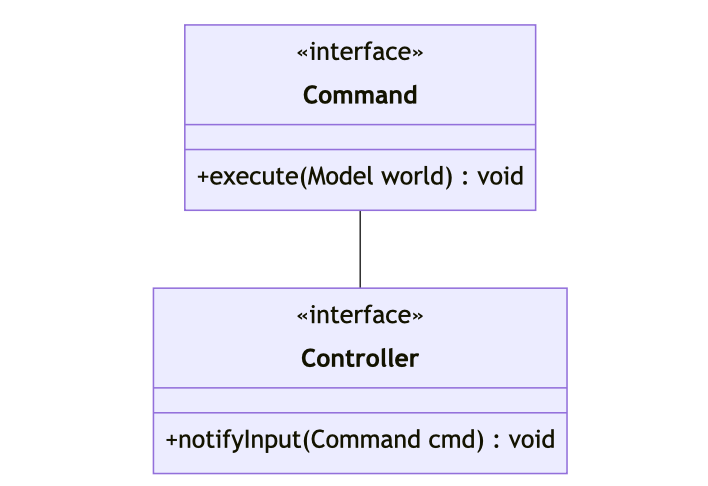 «interface»
Command
+execute(Model world) : void
«interface»
Controller
+notifyInput(Command cmd) : void